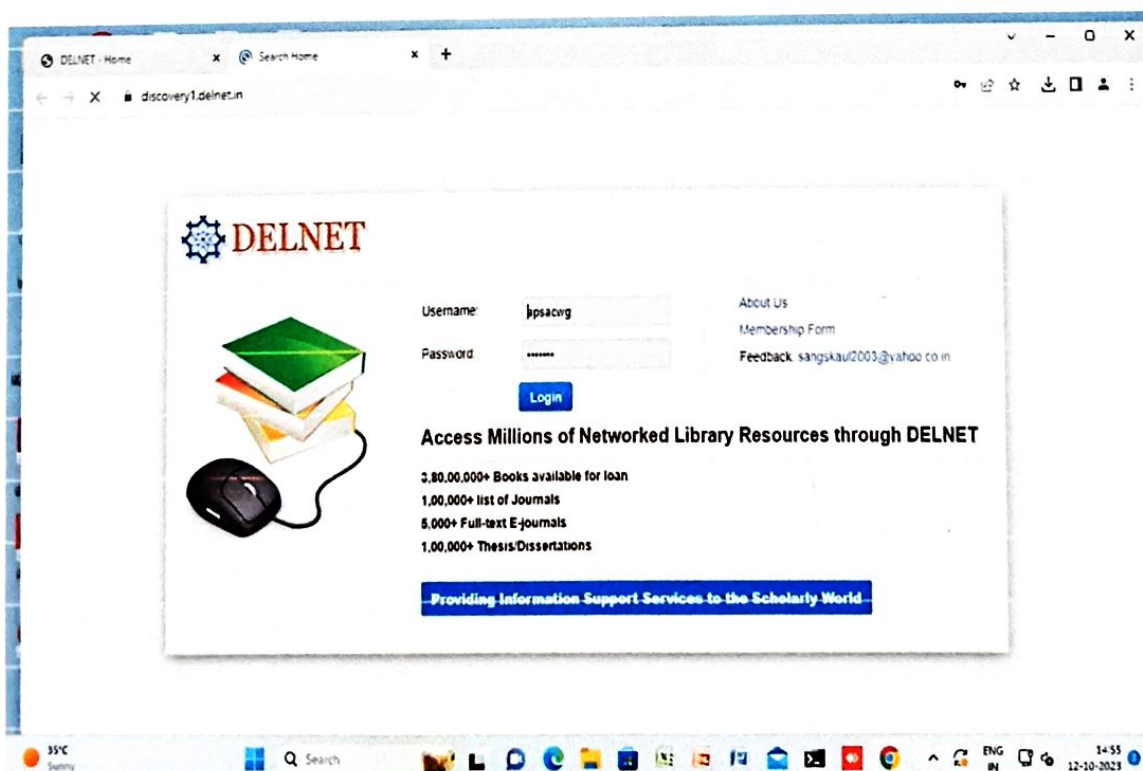 DELNET - Home
Search Home
discovery1.delnet.in
DELNET
Username:
apsacwg
Password:
•••••••
Login
About Us
Membership Form
Feedback: sangskaul2003@yahoo.co.in
Access Millions of Networked Library Resources through DELNET
3,80,00,000+ Books available for loan
1,00,000+ list of Journals
5,000+ Full-text E-journals
1,00,000+ Thesis/Dissertations
Providing Information Support Services to the Scholarly World
35°C
Sunny
Search
ENG
IN
14:55
12-10-2023